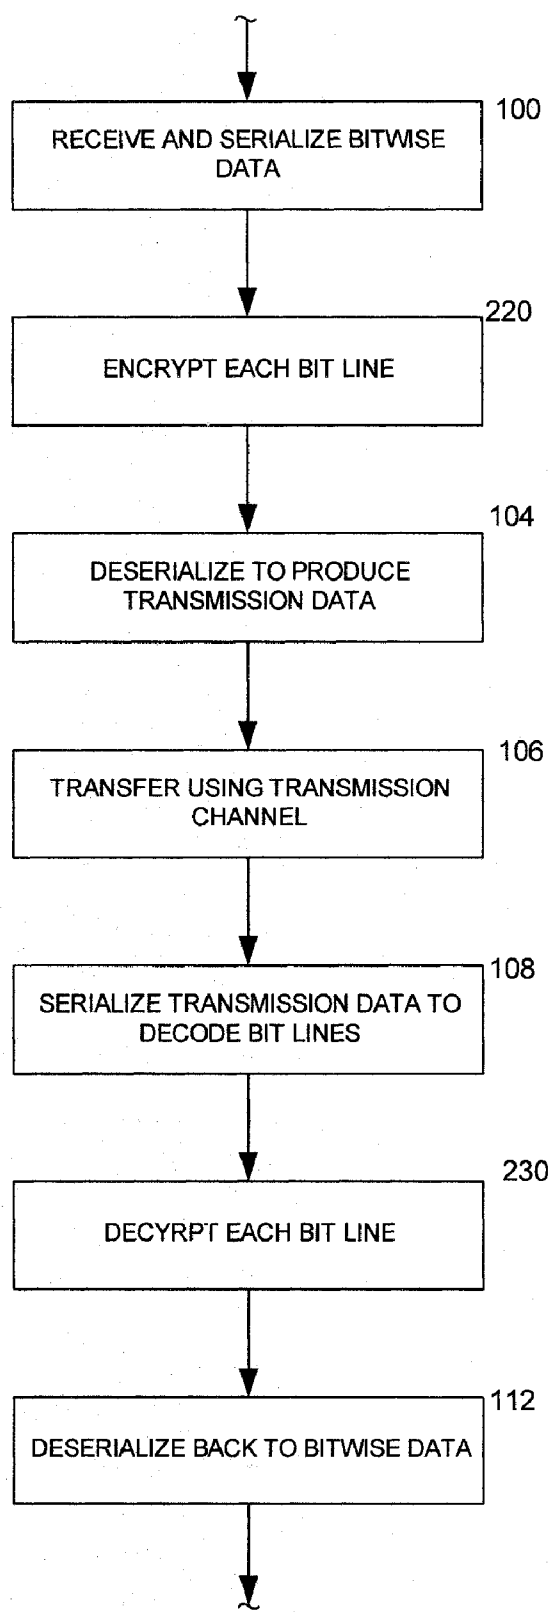 100
RECEIVE AND SERIALIZE BITWISE
DATA
220
ENCRYPT EACH BIT LINE
104
DESERIALIZE TO PRODUCE
TRANSMISSION DATA
106
TRANSFER USING TRANSMISSION
CHANNEL
108
SERIALIZE TRANSMISSION DATA TO
DECODE BIT LINES
230
DECYRPT EACH BIT LINE
112
DESERIALIZE BACK TO BITWISE DATA